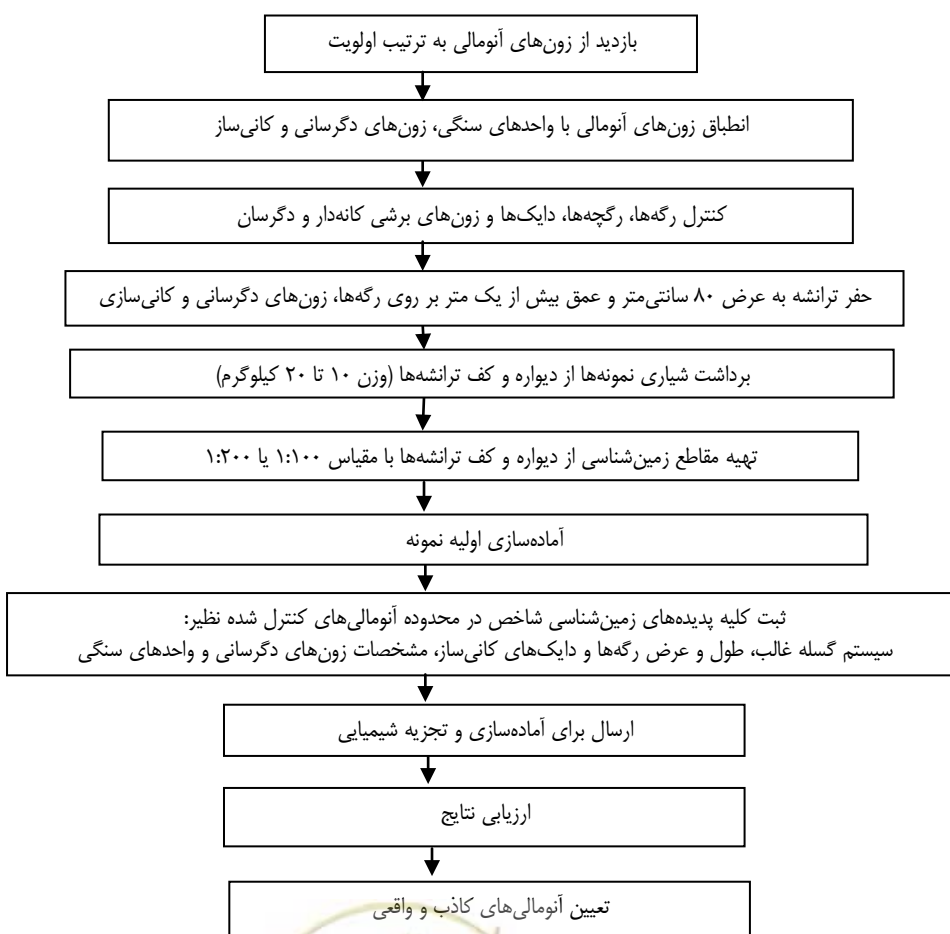 بازدید از زون‌های آنومالی به ترتیب اولویت
انطباق زون‌های آنومالی با واحدهای سنگی، زون‌های دگرسانی و کانی‌ساز
کنترل رگه‌ها، رگچه‌ها، دایک‌ها و زون‌های برشی کانه‌دار و دگرسان
حفر ترانشه به عرض ۸۰ سانتی‌متر و عمق بیش از یک متر بر روی رگه‌ها، زون‌های دگرسانی و کانی‌سازی
برداشت شیاری نمونه‌ها از دیواره و کف ترانشه‌ها (وزن ۱۰ تا ۲۰ کیلوگرم)
تهیه مقاطع زمین‌شناسی از دیواره و کف ترانشه‌ها با مقیاس ۱:۱۰۰ یا ۱:۲۰۰
آماده‌سازی اولیه نمونه
ثبت کلیه پدیده‌های زمین‌شناسی شاخص در محدوده آنومالی‌های کنترل شده نظیر:
سیستم گسله غالب، طول و عرض رگه‌ها و دایک‌های کانی‌ساز، مشخصات زون‌های دگرسانی و واحدهای سنگی
ارسال برای آماده‌سازی و تجزیه شیمیایی
ارزیابی نتایج
تعیین آنومالی‌های کاذب و واقعی